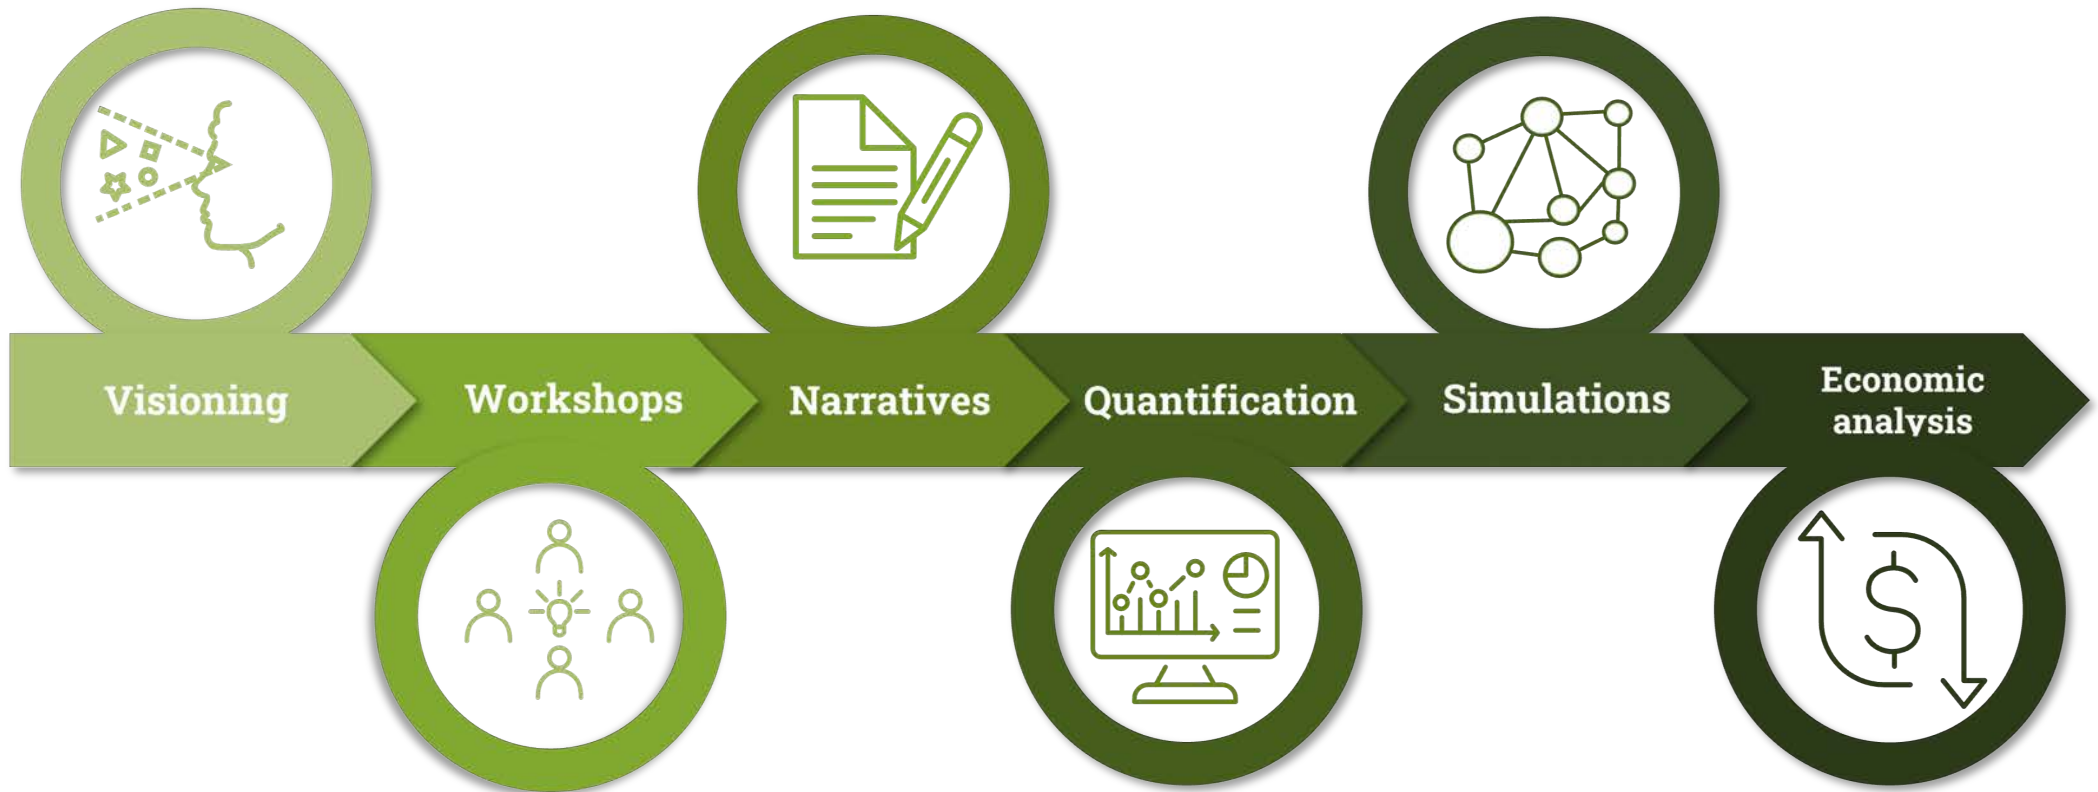 Visioning
Workshops
Narratives
Quantification
Simulations
Economic
analysis